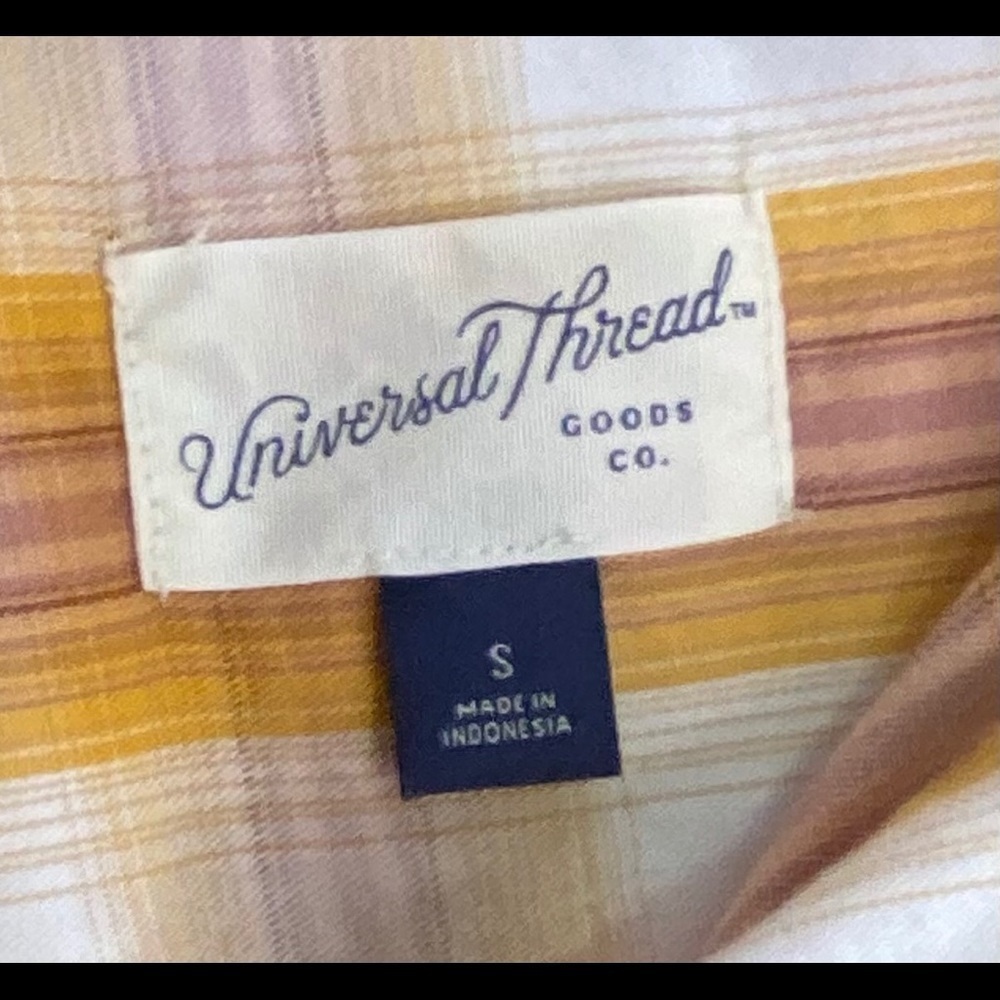 Universal Thread™
GOODS
CO.
S
MADE IN
INDONESIA